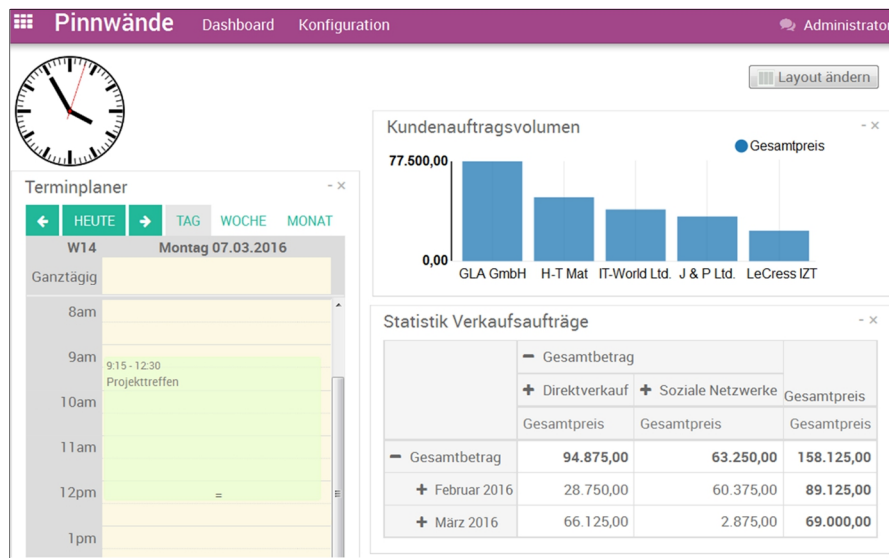 Pinnwände Dashboard Konfiguration Administrator
Layout ändern
Terminplaner - ×
HEUTE TAG WOCHE MONAT
W14 Montag 07.03.2016
Ganztägig
8am
9am
9:15 - 12:30
Projekttreffen
10am
11am
12pm
1pm
Kundenauftragsvolumen - ×
Gesamtpreis
77.500,00
0,00
GLA GmbH H-T Mat IT-World Ltd. J & P Ltd. LeCress IZT
Statistik Verkaufsaufträge - ×
Gesamtbetrag
Direktverkauf Soziale Netzwerke Gesamtpreis
Gesamtpreis Gesamtpreis Gesamtpreis
Gesamtbetrag 94.875,00 63.250,00 158.125,00
Februar 2016 28.750,00 60.375,00 89.125,00
März 2016 66.125,00 2.875,00 69.000,00